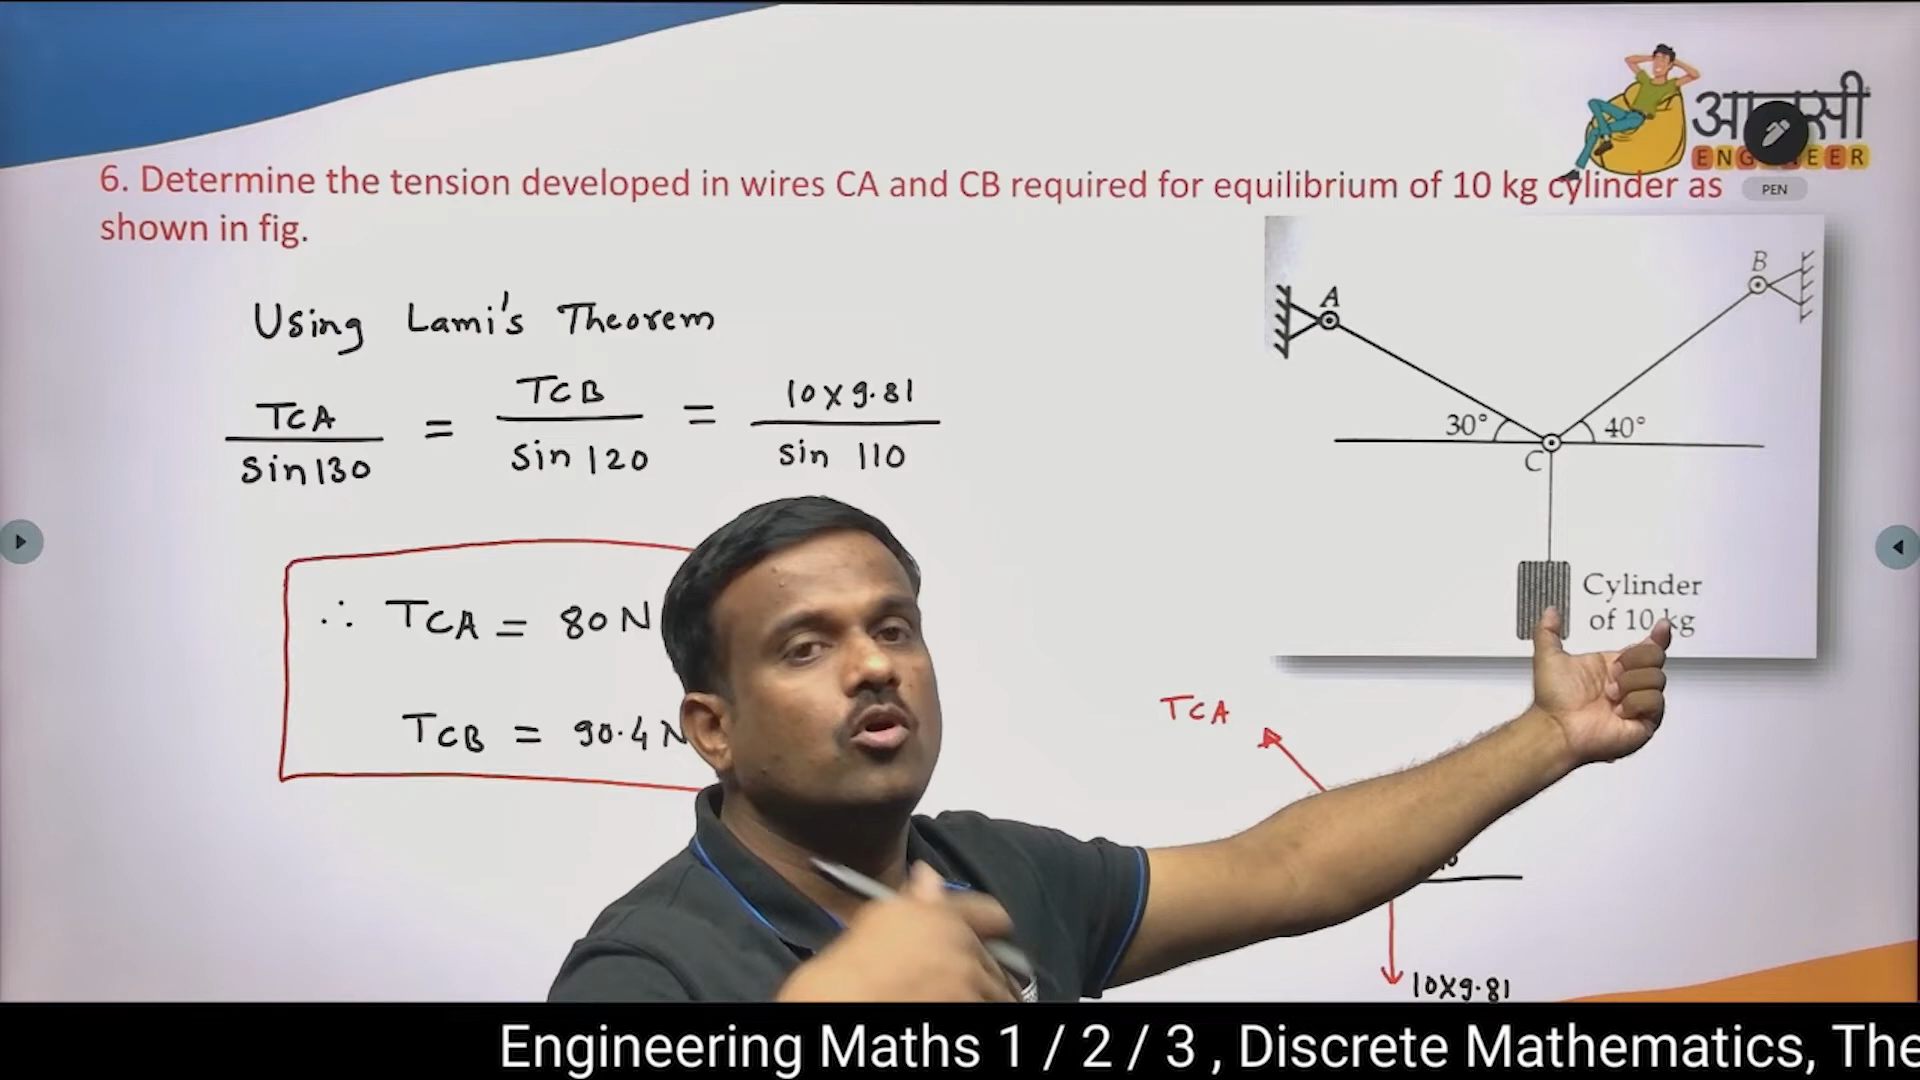 आलसी
ENGINEER
PEN
6. Determine the tension developed in wires CA and CB required for equilibrium of 10 kg cylinder as
shown in fig.
Using Lami's Theorem
TCA / Sin130 = TCB / Sin 120 = 10x9.81 / Sin 110
∴ TCA = 80N
TCB = 90.4 N
A
B
30°
40°
C
Cylinder
of 10 kg
TCA
10x9.81
Engineering Maths 1 / 2 / 3 , Discrete Mathematics, The